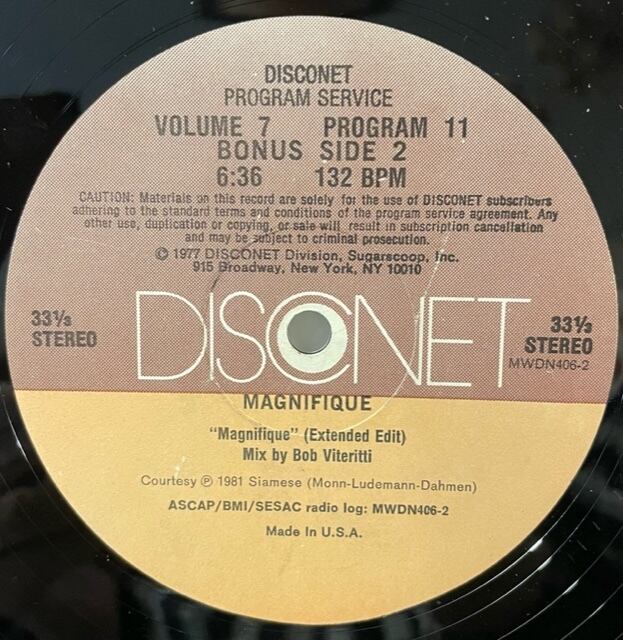 DISCONET
PROGRAM SERVICE
VOLUME 7 PROGRAM 11
BONUS SIDE 2
6:36 132 BPM
CAUTION: Materials on this record are solely for the use of DISCONET subscribers
adhering to the standard terms and conditions of the program service agreement. Any
other use, duplication or copying, or sale will result in subscription cancellation
and may be subject to criminal prosecution.
© 1977 DISCONET Division, Sugarscoop, Inc.
915 Broadway, New York, NY 10010
33⅓
STEREO
DISCONET
33⅓
STEREO
MWDN406-2
MAGNIFIQUE
"Magnifique" (Extended Edit)
Mix by Bob Viteritti
Courtesy ℗ 1981 Siamese (Monn-Ludemann-Dahmen)
ASCAP/BMI/SESAC radio log: MWDN406-2
Made In U.S.A.